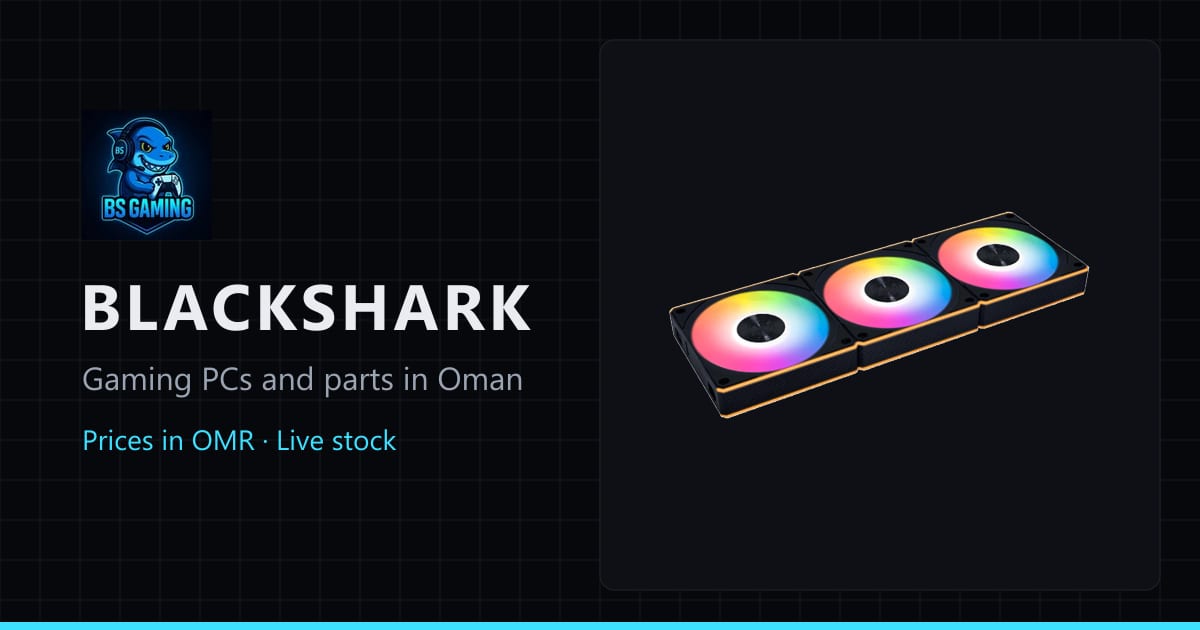 BS
BS GAMING
BLACKSHARK
Gaming PCs and parts in Oman
Prices in OMR · Live stock